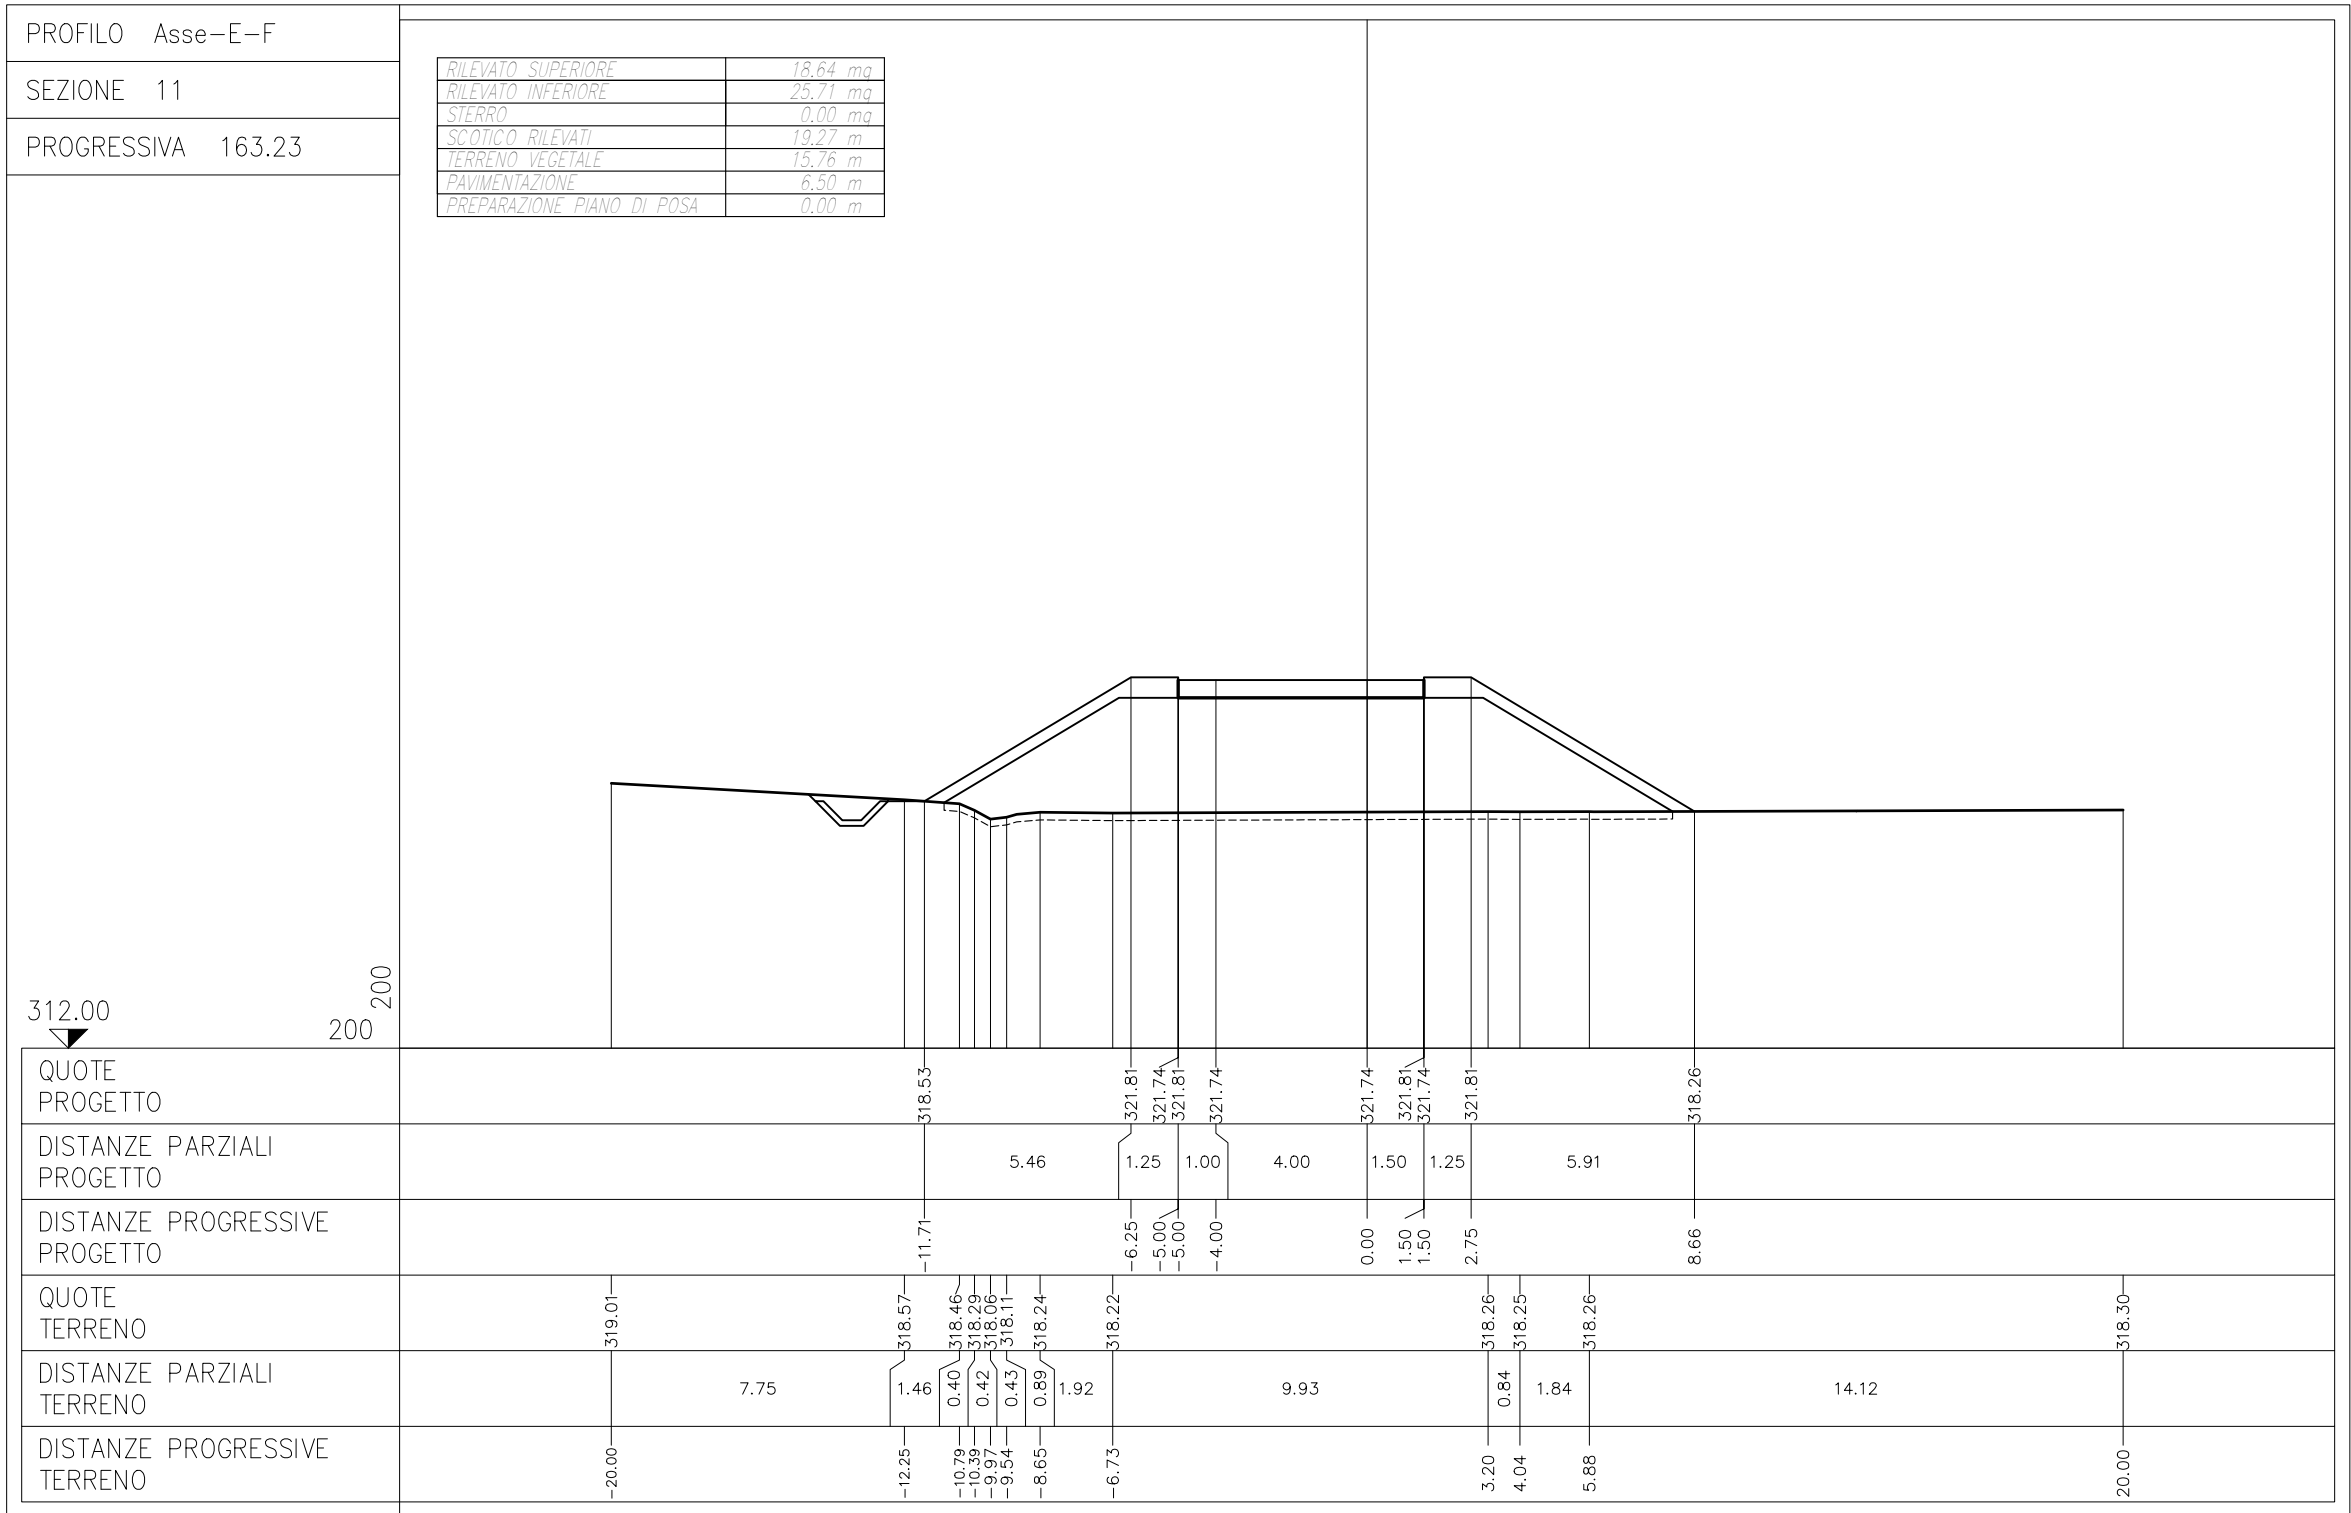 PROFILO Asse-E-F
SEZIONE 11
PROGRESSIVA 163.23
RILEVATO SUPERIORE 18.64 mq
RILEVATO INFERIORE 25.71 mq
STERRO 0.00 mq
SCOTICO RILEVATI 19.27 m
TERRENO VEGETALE 15.76 m
PAVIMENTAZIONE 6.50 m
PREPARAZIONE PIANO DI POSA 0.00 m
312.00
200
200
QUOTE
PROGETTO
318.53 321.81 321.74 321.81 321.74 321.74 321.81 321.74 321.81 318.26
DISTANZE PARZIALI
PROGETTO
5.46 1.25 1.00 4.00 1.50 1.25 5.91
DISTANZE PROGRESSIVE
PROGETTO
-11.71 -6.25 -5.00 -5.00 -4.00 0.00 1.50 1.50 2.75 8.66
QUOTE
TERRENO
319.01 318.57 318.46 318.29 318.06 318.11 318.24 318.22 318.26 318.25 318.26 318.30
DISTANZE PARZIALI
TERRENO
7.75 1.46 0.40 0.42 0.43 0.89 1.92 9.93 0.84 1.84 14.12
DISTANZE PROGRESSIVE
TERRENO
-20.00 -12.25 -10.79 -10.39 -9.97 -9.54 -8.65 -6.73 3.20 4.04 5.88 20.00